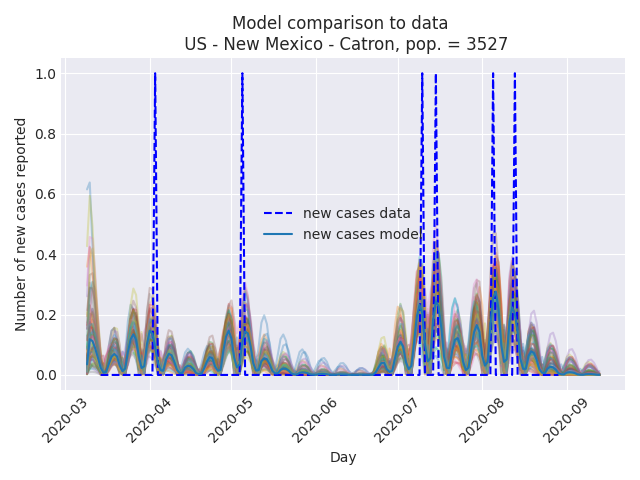 Model comparison to data
US - New Mexico - Catron, pop. = 3527
Number of new cases reported
1.0
0.8
0.6
0.4
0.2
0.0
new cases data
new cases model
2020-03
2020-04
2020-05
2020-06
2020-07
2020-08
2020-09
Day